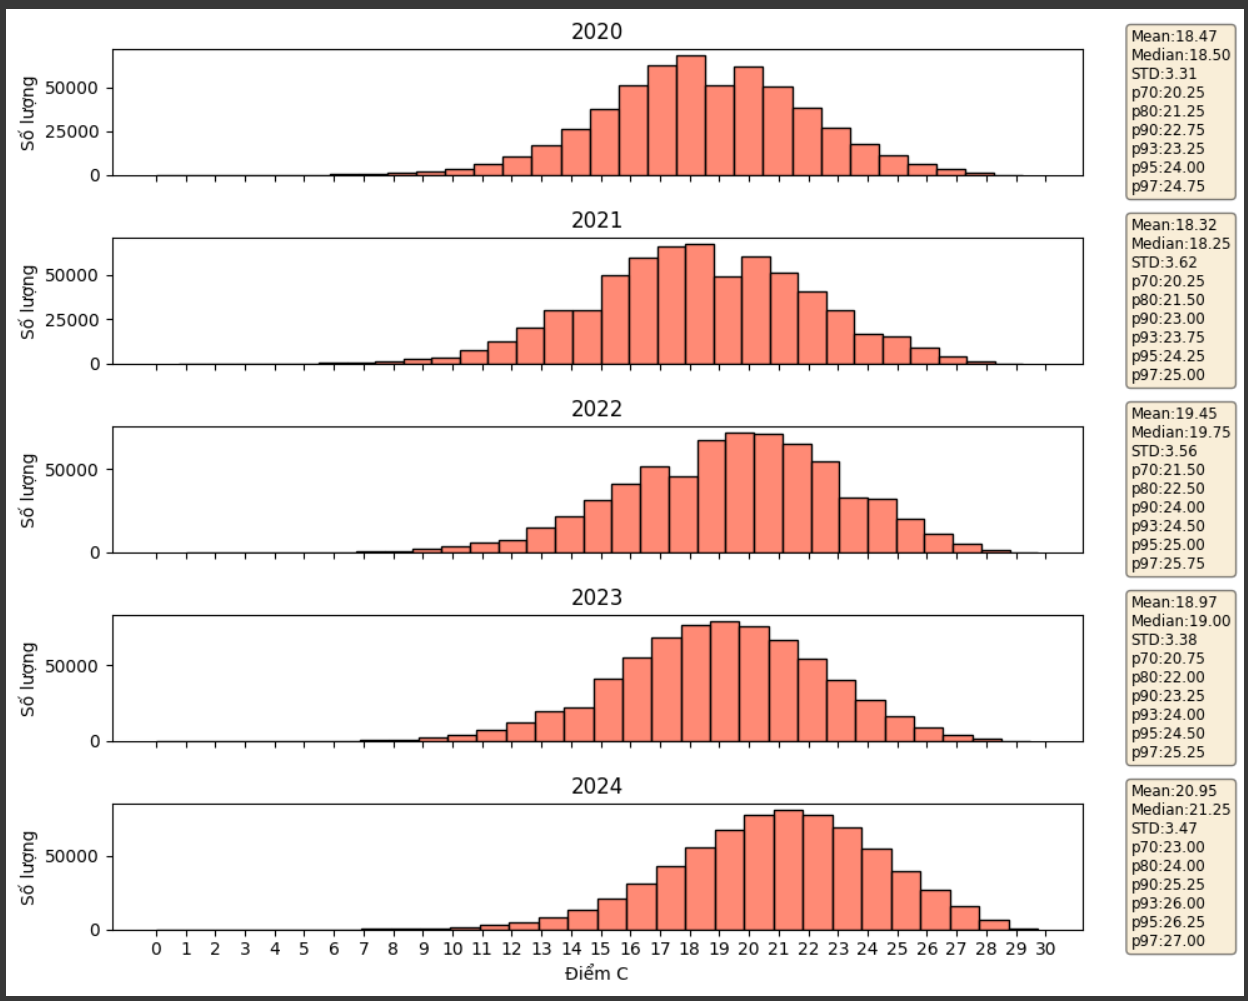 2020
Số lượng
50000
25000
0
Mean:18.47
Median:18.50
STD:3.31
p70:20.25
p80:21.25
p90:22.75
p93:23.25
p95:24.00
p97:24.75
2021
Số lượng
50000
25000
0
Mean:18.32
Median:18.25
STD:3.62
p70:20.25
p80:21.50
p90:23.00
p93:23.75
p95:24.25
p97:25.00
2022
Số lượng
50000
0
Mean:19.45
Median:19.75
STD:3.56
p70:21.50
p80:22.50
p90:24.00
p93:24.50
p95:25.00
p97:25.75
2023
Số lượng
50000
0
Mean:18.97
Median:19.00
STD:3.38
p70:20.75
p80:22.00
p90:23.25
p93:24.00
p95:24.50
p97:25.25
2024
Số lượng
50000
0
Mean:20.95
Median:21.25
STD:3.47
p70:23.00
p80:24.00
p90:25.25
p93:26.00
p95:26.25
p97:27.00
0 1 2 3 4 5 6 7 8 9 10 11 12 13 14 15 16 17 18 19 20 21 22 23 24 25 26 27 28 29 30
Điểm C